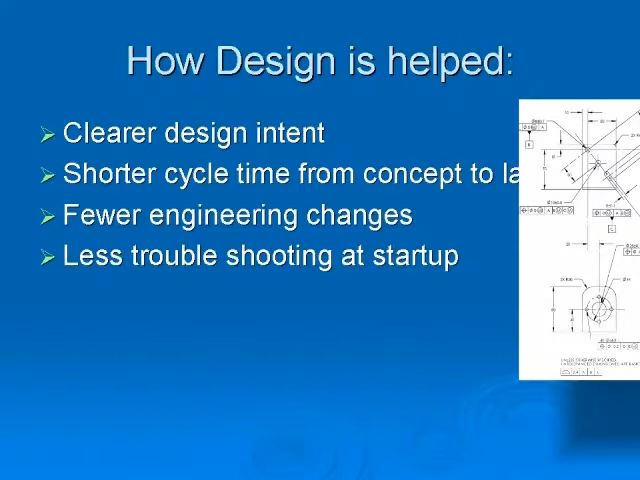 How Design is helped:
Clearer design intent
Shorter cycle time from concept to la
Fewer engineering changes
Less trouble shooting at startup